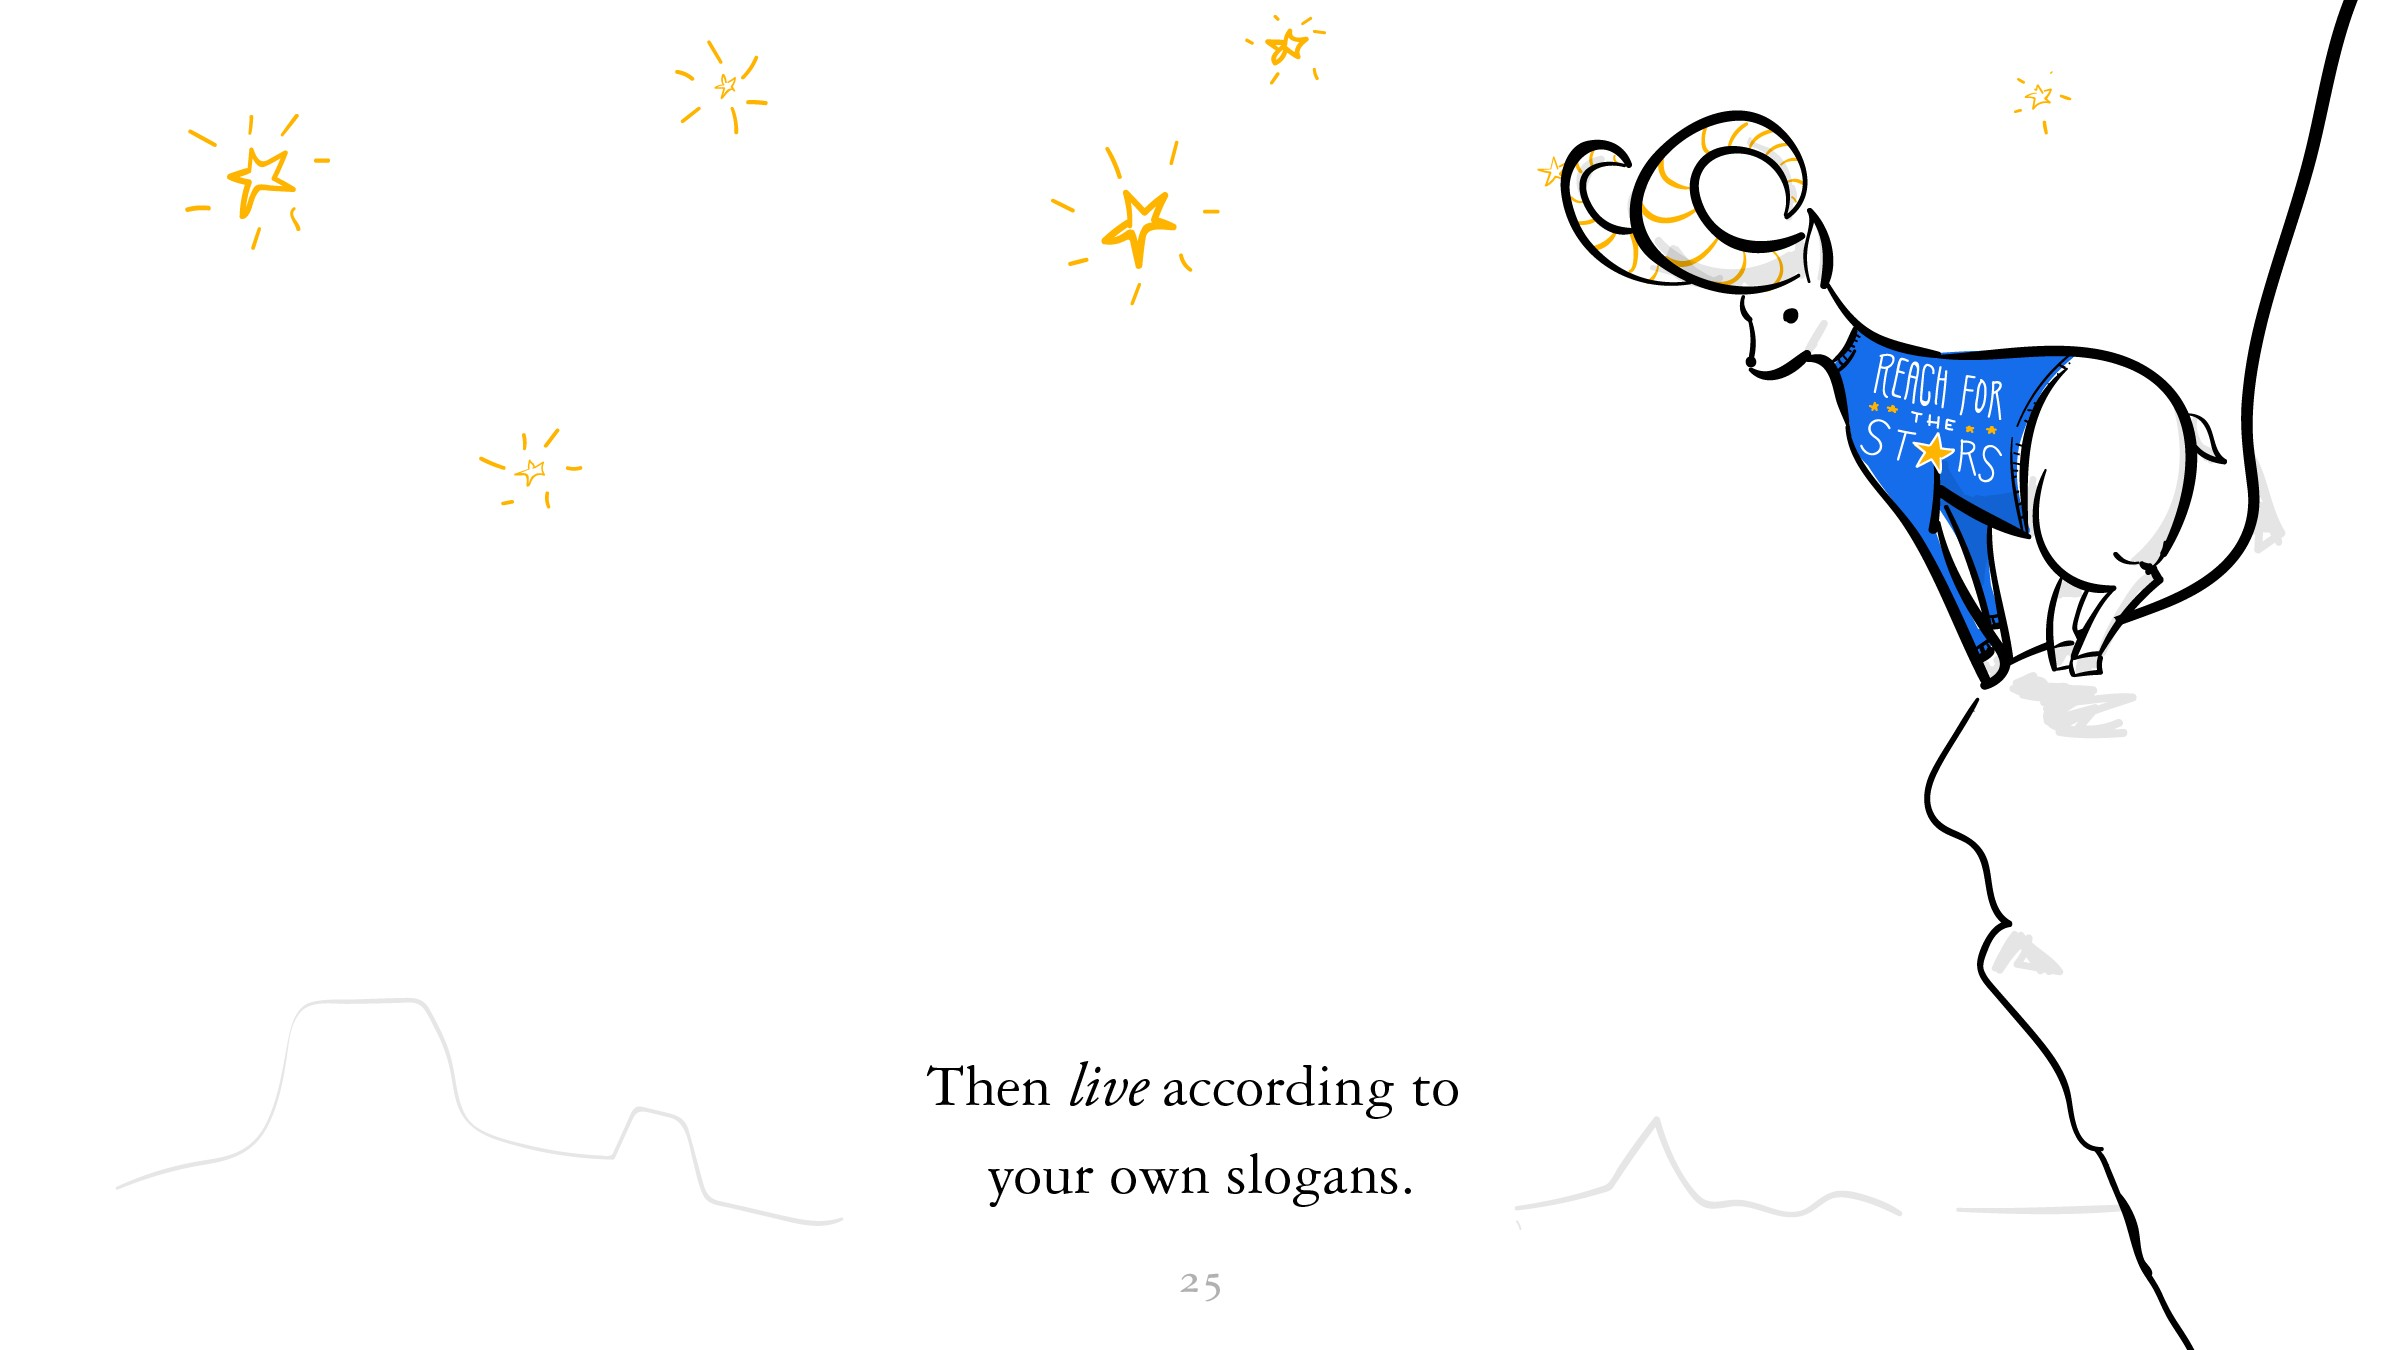 REACH FOR
THE
STARS
Then live according to
your own slogans.
25